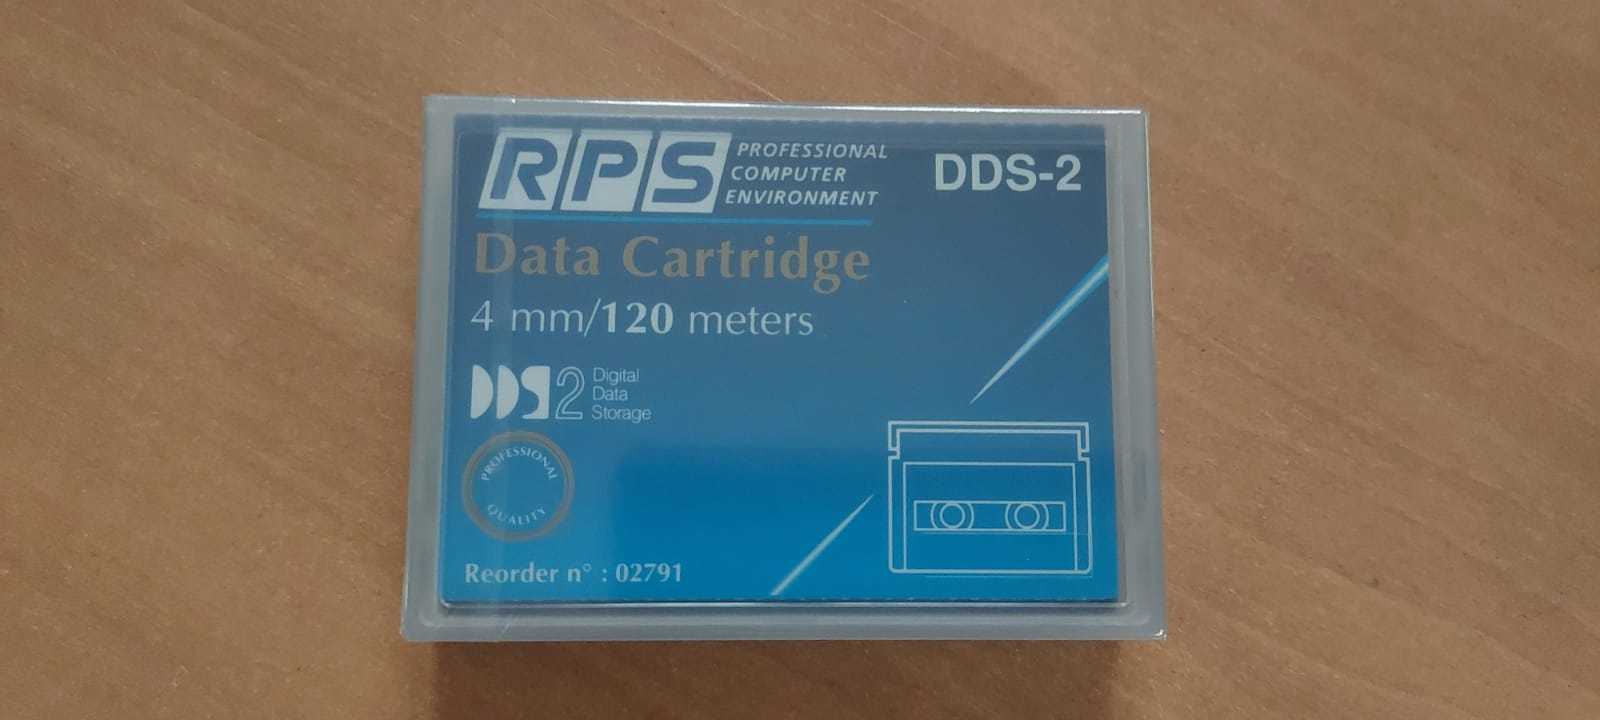 RPS
PROFESSIONAL
COMPUTER
ENVIRONMENT
DDS-2
Data Cartridge
4 mm/120 meters
DDS2
Digital
Data
Storage
PROFESSIONAL
QUALITY
Reorder n° : 02791